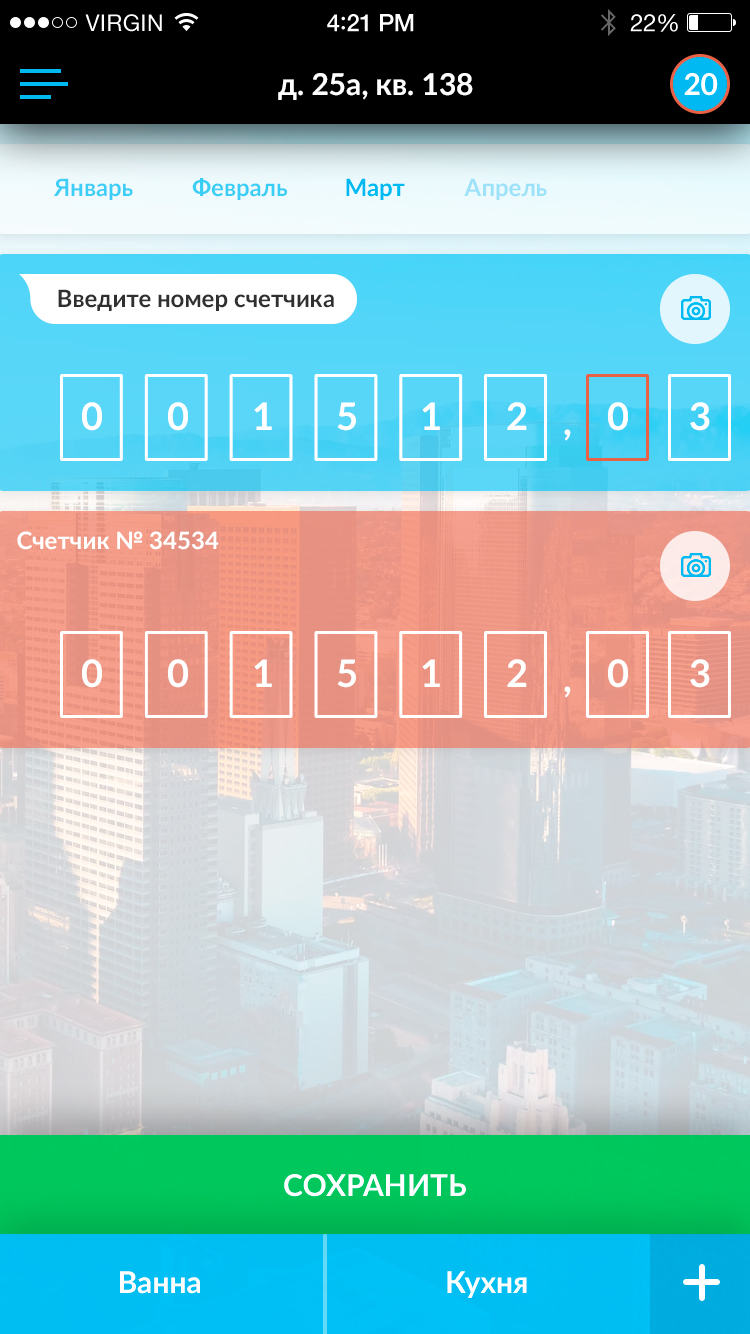 VIRGIN 4:21 PM 22%
д. 25а, кв. 138 20
Январь Февраль Март Апрель
Введите номер счетчика
0 0 1 5 1 2 , 0 3
Счетчик № 34534
0 0 1 5 1 2 , 0 3
СОХРАНИТЬ
Ванна Кухня +